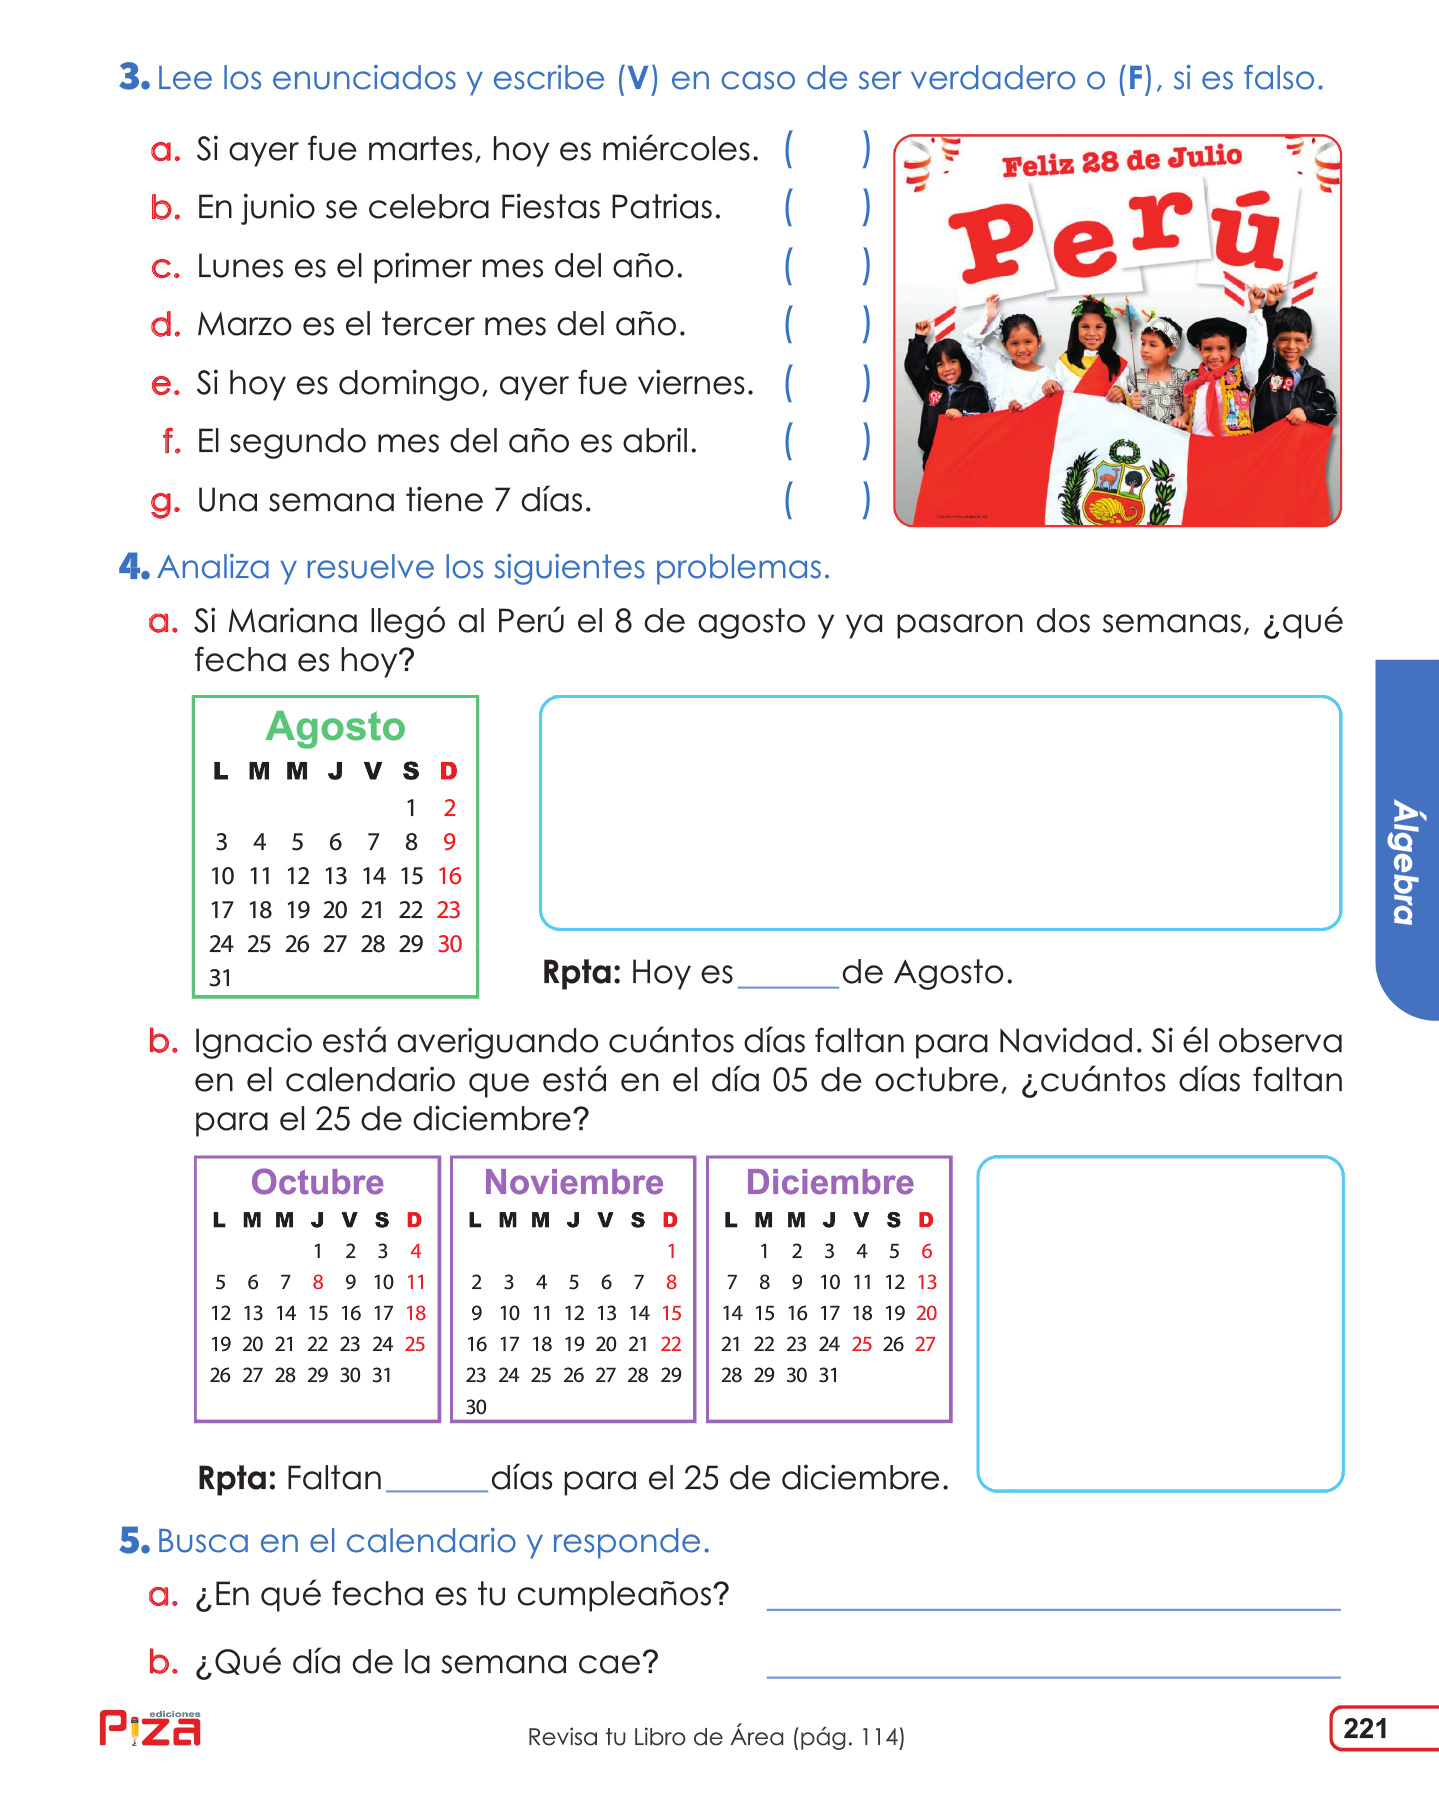 3. Lee los enunciados y escribe (V) en caso de ser verdadero o (F), si es falso.
a. Si ayer fue martes, hoy es miércoles. ( )
b. En junio se celebra Fiestas Patrias. ( )
c. Lunes es el primer mes del año. ( )
d. Marzo es el tercer mes del año. ( )
e. Si hoy es domingo, ayer fue viernes. ( )
f. El segundo mes del año es abril. ( )
g. Una semana tiene 7 días. ( )
Feliz 28 de Julio
Perú
4. Analiza y resuelve los siguientes problemas.
a. Si Mariana llegó al Perú el 8 de agosto y ya pasaron dos semanas, ¿qué
fecha es hoy?
Agosto
L M M J V S D
1 2
3 4 5 6 7 8 9
10 11 12 13 14 15 16
17 18 19 20 21 22 23
24 25 26 27 28 29 30
31
Rpta: Hoy es______de Agosto.
Álgebra
b. Ignacio está averiguando cuántos días faltan para Navidad. Si él observa
en el calendario que está en el día 05 de octubre, ¿cuántos días faltan
para el 25 de diciembre?
Octubre
L M M J V S D
1 2 3 4
5 6 7 8 9 10 11
12 13 14 15 16 17 18
19 20 21 22 23 24 25
26 27 28 29 30 31
Noviembre
L M M J V S D
1
2 3 4 5 6 7 8
9 10 11 12 13 14 15
16 17 18 19 20 21 22
23 24 25 26 27 28 29
30
Diciembre
L M M J V S D
1 2 3 4 5 6
7 8 9 10 11 12 13
14 15 16 17 18 19 20
21 22 23 24 25 26 27
28 29 30 31
Rpta: Faltan______días para el 25 de diciembre.
5. Busca en el calendario y responde.
a. ¿En qué fecha es tu cumpleaños?
b. ¿Qué día de la semana cae?
ediciones
Piza
Revisa tu Libro de Área (pág. 114)
221